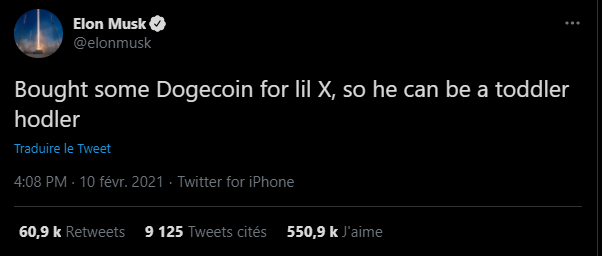 Elon Musk
@elonmusk
Bought some Dogecoin for lil X, so he can be a toddler
hodler
Traduire le Tweet
4:08 PM · 10 févr. 2021 · Twitter for iPhone
60,9 k Retweets 9 125 Tweets cités 550,9 k J'aime